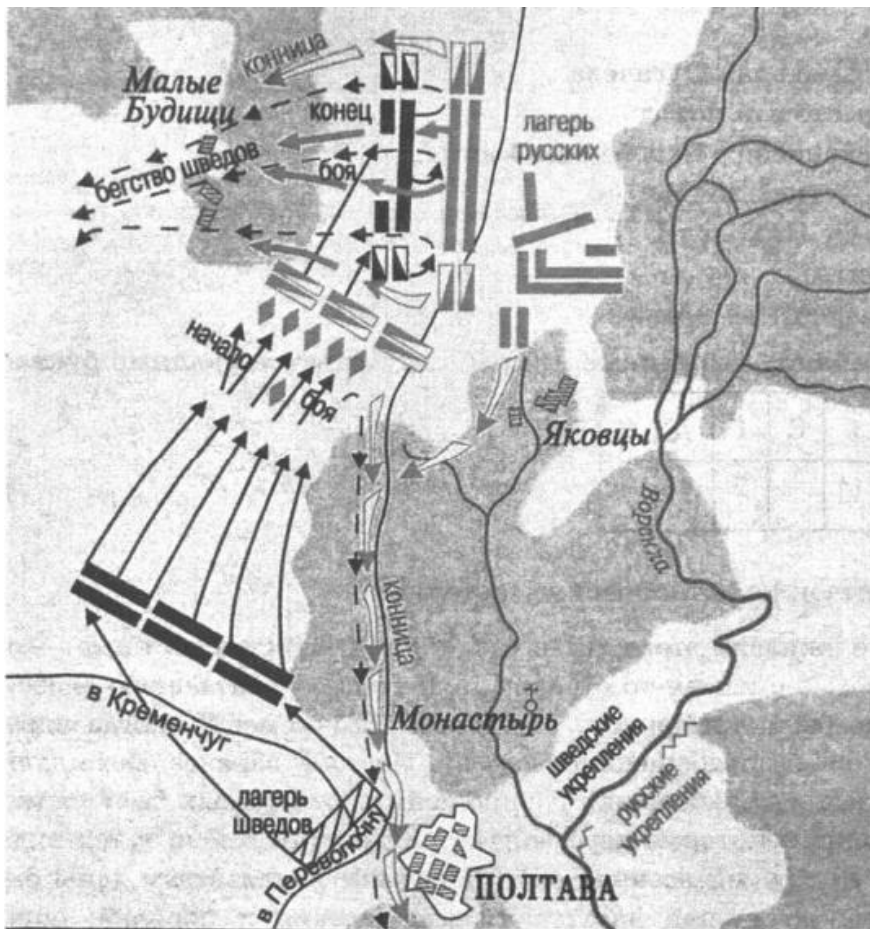 конница
Малые
Будищи
конец
боя
бегство шведов
лагерь
русских
начало
боя
Яковцы
Ворскла
конница
Монастырь
в Кременчуг
шведские
укрепления
русские
укрепления
лагерь
шведов
в Переволочну
ПОЛТАВА